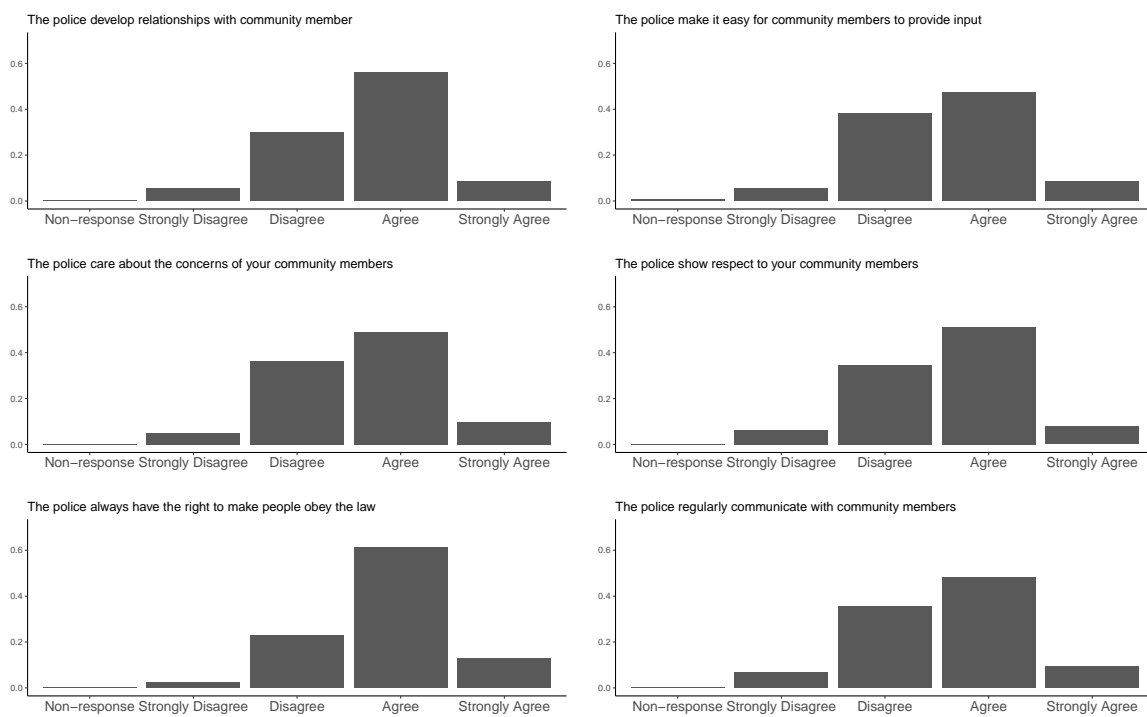 The police develop relationships with community member
0.6
0.4
0.2
0.0
Non−response Strongly Disagree Disagree Agree Strongly Agree
The police make it easy for community members to provide input
0.6
0.4
0.2
0.0
Non−response Strongly Disagree Disagree Agree Strongly Agree
The police care about the concerns of your community members
0.6
0.4
0.2
0.0
Non−response Strongly Disagree Disagree Agree Strongly Agree
The police show respect to your community members
0.6
0.4
0.2
0.0
Non−response Strongly Disagree Disagree Agree Strongly Agree
The police always have the right to make people obey the law
0.6
0.4
0.2
0.0
Non−response Strongly Disagree Disagree Agree Strongly Agree
The police regularly communicate with community members
0.6
0.4
0.2
0.0
Non−response Strongly Disagree Disagree Agree Strongly Agree